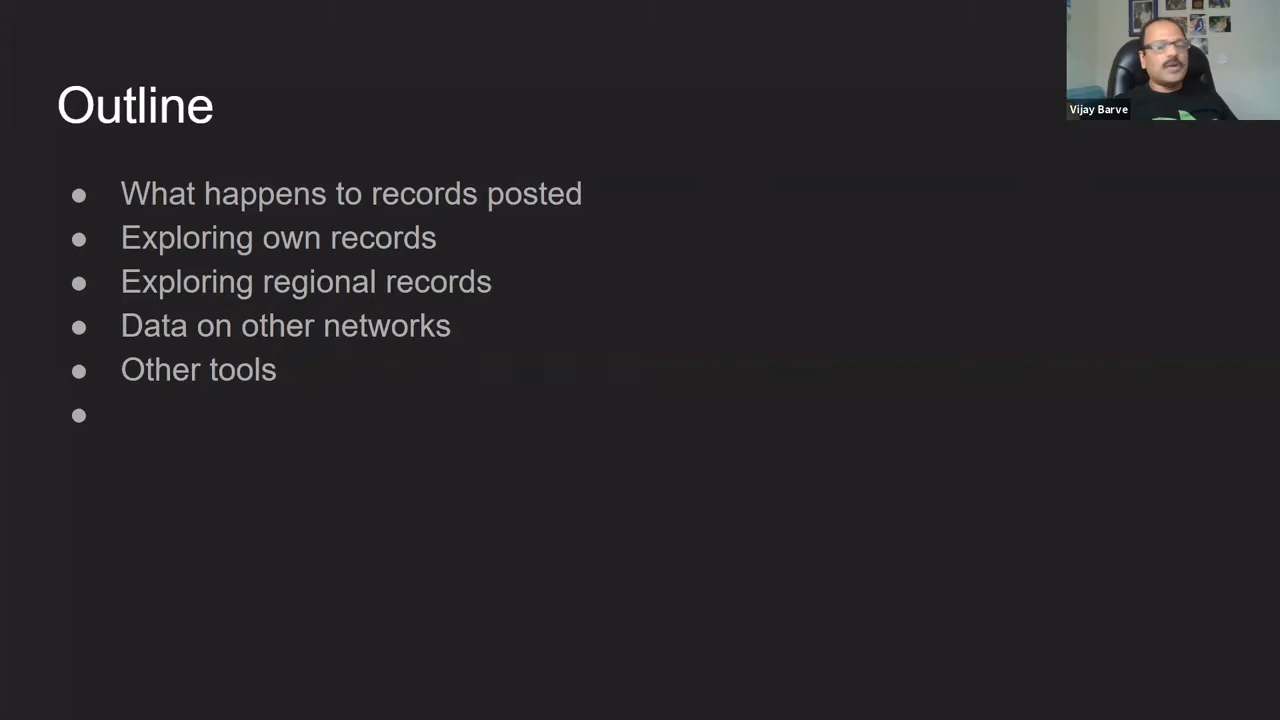 Outline
● What happens to records posted
● Exploring own records
● Exploring regional records
● Data on other networks
● Other tools
●
Vijay Barve